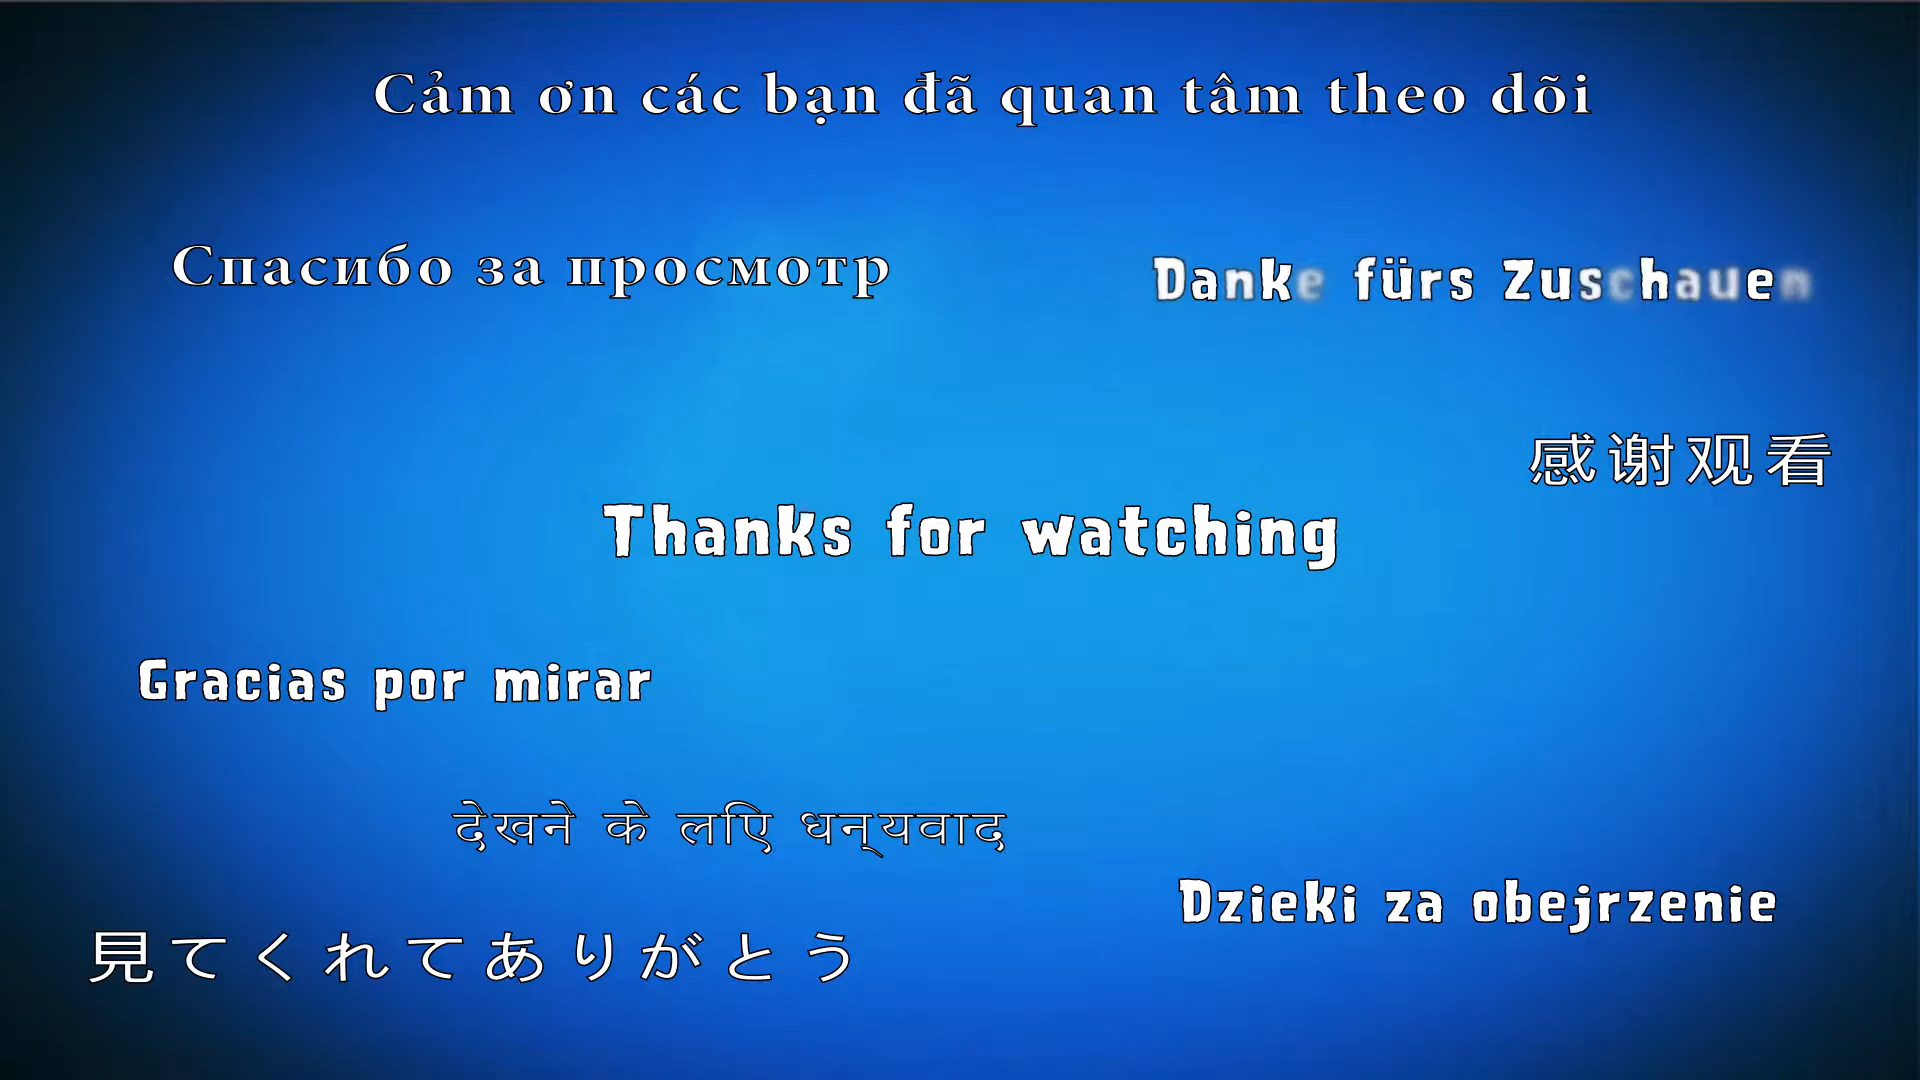 Cảm ơn các bạn đã quan tâm theo dõi
Спасибо за просмотр
Danke fürs Zuschauen
感谢观看
Thanks for watching
Gracias por mirar
देखने के लिए धन्यवाद
Dzieki za obejrzenie
見てくれてありがとう